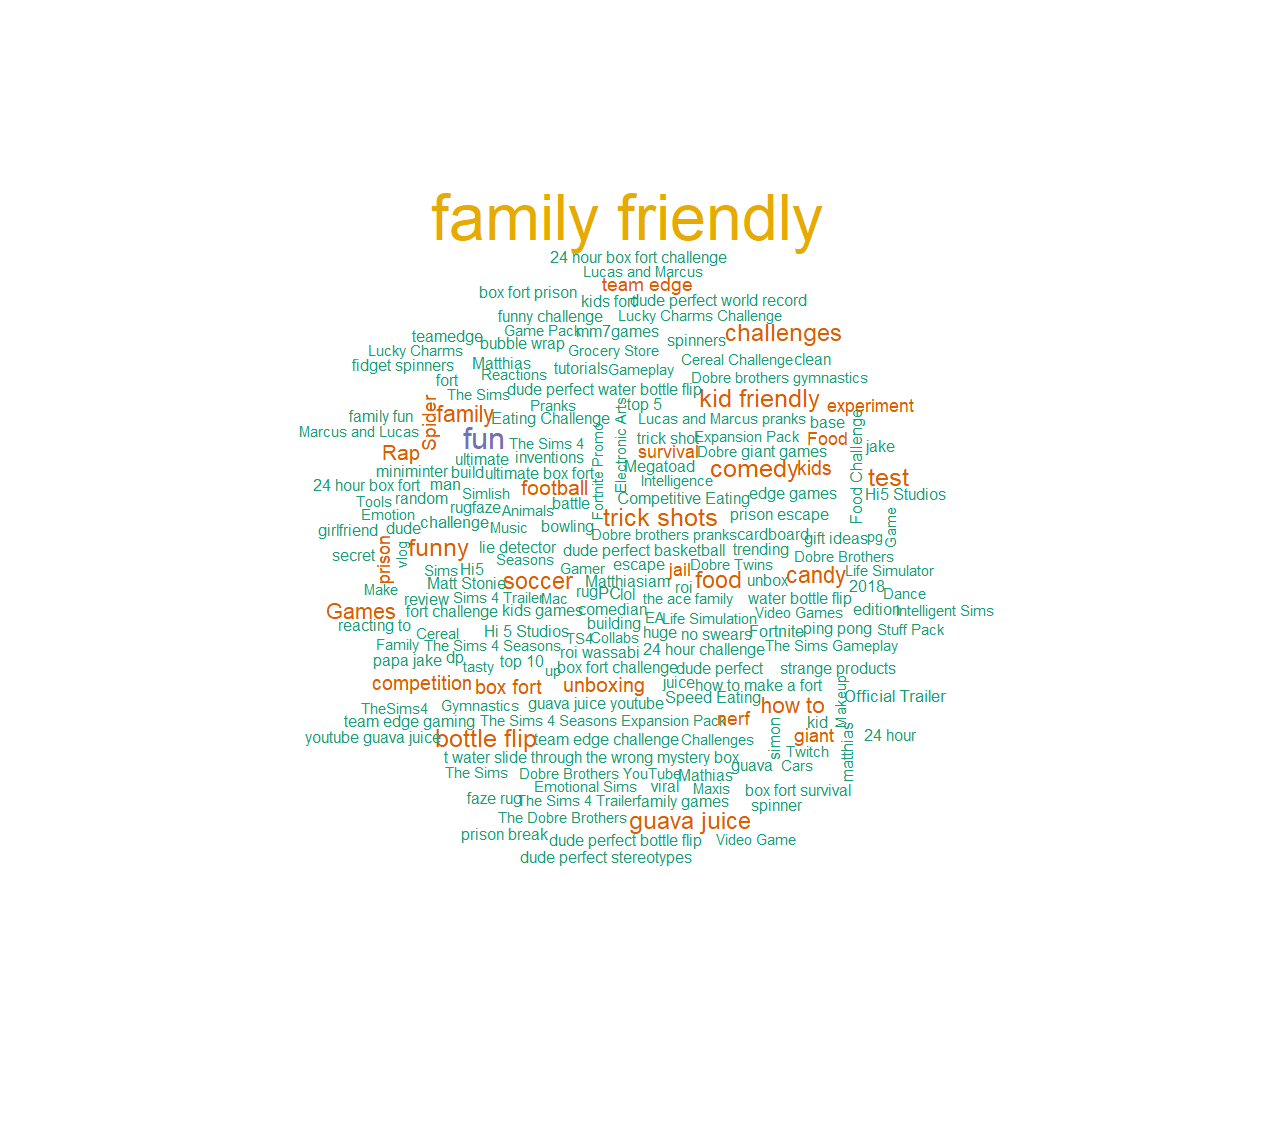 family friendly
24 hour box fort challenge
Lucas and Marcus
team edge
box fort prison
kids fort
dude perfect world record
funny challenge
Lucky Charms Challenge
Game Pack
mm7games
challenges
teamedge
bubble wrap
spinners
Lucky Charms
Grocery Store
Cereal Challenge
clean
fidget spinners
Matthias
tutorials
Gameplay
Reactions
fort
Dobre brothers gymnastics
The Sims
dude perfect water bottle flip
kid friendly
Pranks
top 5
experiment
Spider
family
family fun
Eating Challenge
Electronic Arts
Lucas and Marcus pranks
base
Food Challenge
Marcus and Lucas
fun
The Sims 4
Fortnite Promo
trick shot
Expansion Pack
Food
jake
Rap
survival
Dobre
giant games
ultimate
inventions
Megatoad
comedy
kids
miniminter
build
ultimate box fort
Intelligence
test
24 hour box fort
man
Simlish
football
edge games
Hi5 Studios
Tools
random
rugfaze
Animals
battle
Competitive Eating
Emotion
challenge
trick shots
prison escape
Game
girlfriend
dude
Music
bowling
Dobre brothers pranks
cardboard
gift ideas
pg
secret
prison
vlog
funny
lie detector
dude perfect basketball
trending
Dobre Brothers
Seasons
escape
Dobre Twins
Sims
Hi5
Gamer
jail
Life Simulator
Make
Matt Stonie
soccer
Matthiasiam
roi
food
unbox
candy
2018
review
Sims 4 Trailer
Mac
rug
PC
lol
the ace family
water bottle flip
Dance
Games
fort challenge
kids games
comedian
EA
Life Simulation
Video Games
edition
Intelligent Sims
reacting to
Cereal
Hi 5 Studios
building
huge
no swears
Fortnite
ping pong
Stuff Pack
TS4
Collabs
Family
The Sims 4 Seasons
roi wassabi
24 hour challenge
The Sims Gameplay
papa jake
dp
tasty
top 10
up
box fort challenge
dude perfect
strange products
competition
box fort
unboxing
juice
how to make a fort
Makeup
Official Trailer
TheSims4
Gymnastics
guava juice youtube
Speed Eating
how to
team edge gaming
The Sims 4 Seasons Expansion Pack
nerf
simon
kid
matthias
youtube guava juice
bottle flip
team edge challenge
Challenges
giant
24 hour
Twitch
t water slide through the wrong mystery box
guava
Cars
The Sims
Dobre Brothers YouTube
Mathias
Emotional Sims
viral
Maxis
box fort survival
faze rug
The Sims 4 Trailer
family games
spinner
The Dobre Brothers
guava juice
prison break
dude perfect bottle flip
Video Game
dude perfect stereotypes